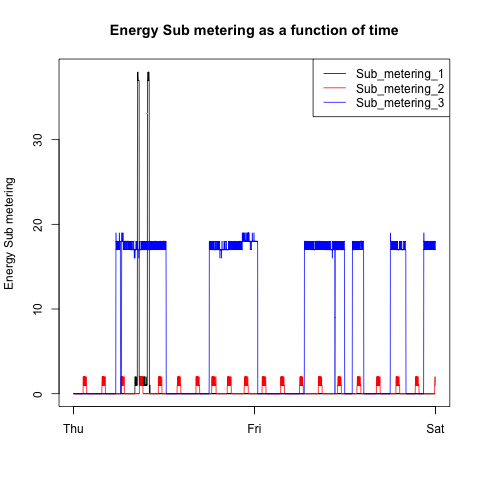 Energy Sub metering as a function of time
Sub_metering_1
Sub_metering_2
Sub_metering_3
Energy Sub metering
30
20
10
0
Thu Fri Sat